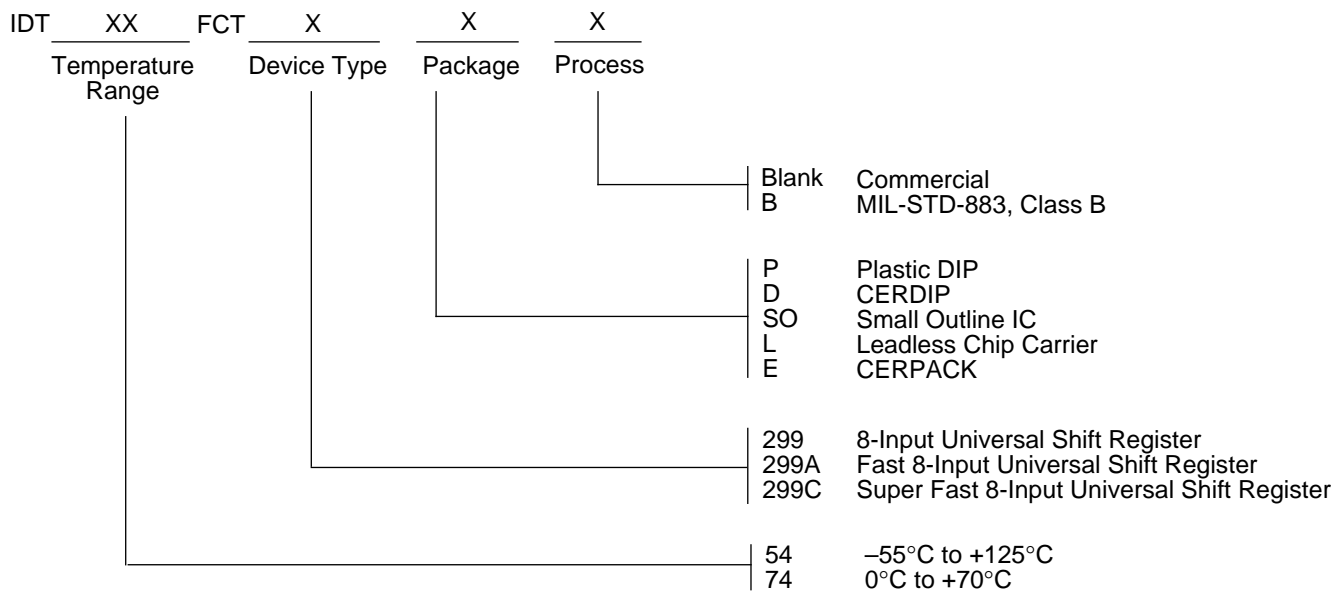 IDT XX FCT X X X
Temperature Range Device Type Package Process
Blank Commercial
B MIL-STD-883, Class B
P Plastic DIP
D CERDIP
SO Small Outline IC
L Leadless Chip Carrier
E CERPACK
299 8-Input Universal Shift Register
299A Fast 8-Input Universal Shift Register
299C Super Fast 8-Input Universal Shift Register
54 –55°C to +125°C
74 0°C to +70°C